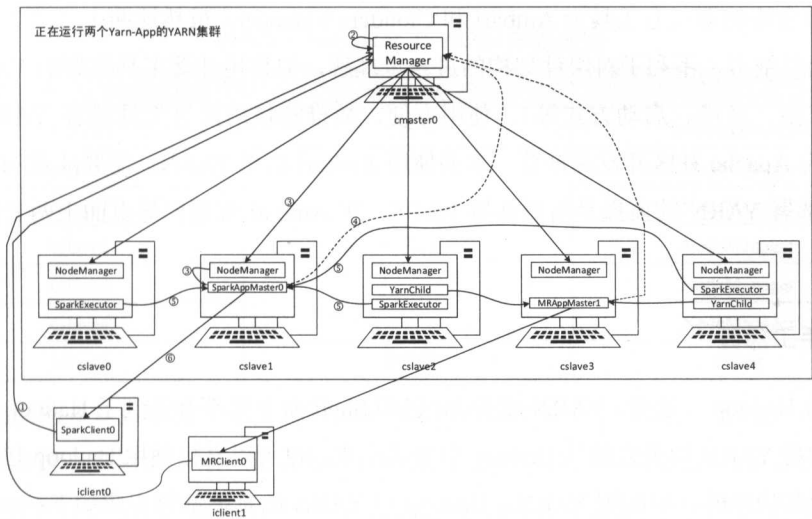 正在运行两个Yarn-App的YARN集群
②
Resource
Manager
cmaster0
③
④
NodeManager
SparkExecutor
cslave0
③
NodeManager
SparkAppMaster0
cslave1
⑤
⑤
⑤
NodeManager
YarnChild
SparkExecutor
cslave2
NodeManager
MRAppMaster1
cslave3
NodeManager
SparkExecutor
YarnChild
cslave4
⑥
①
SparkClient0
iclient0
MRClient0
iclient1